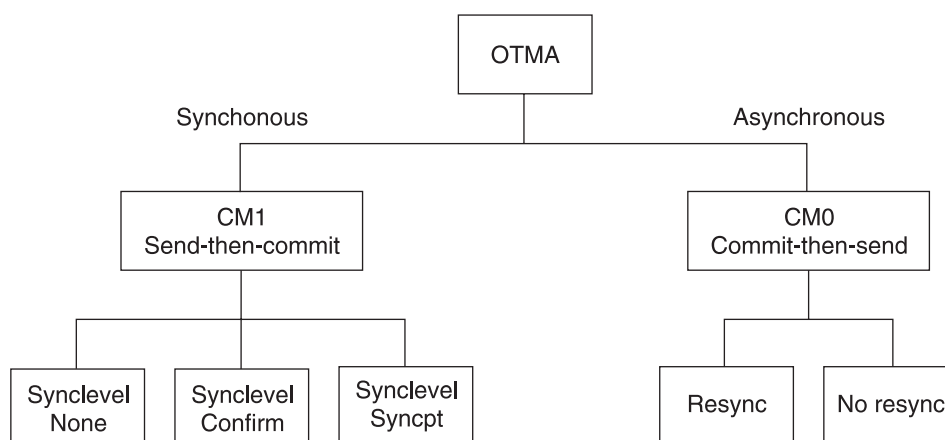 OTMA
Synchonous
Asynchronous
CM1
Send-then-commit
CM0
Commit-then-send
Synclevel
None
Synclevel
Confirm
Synclevel
Syncpt
Resync
No resync